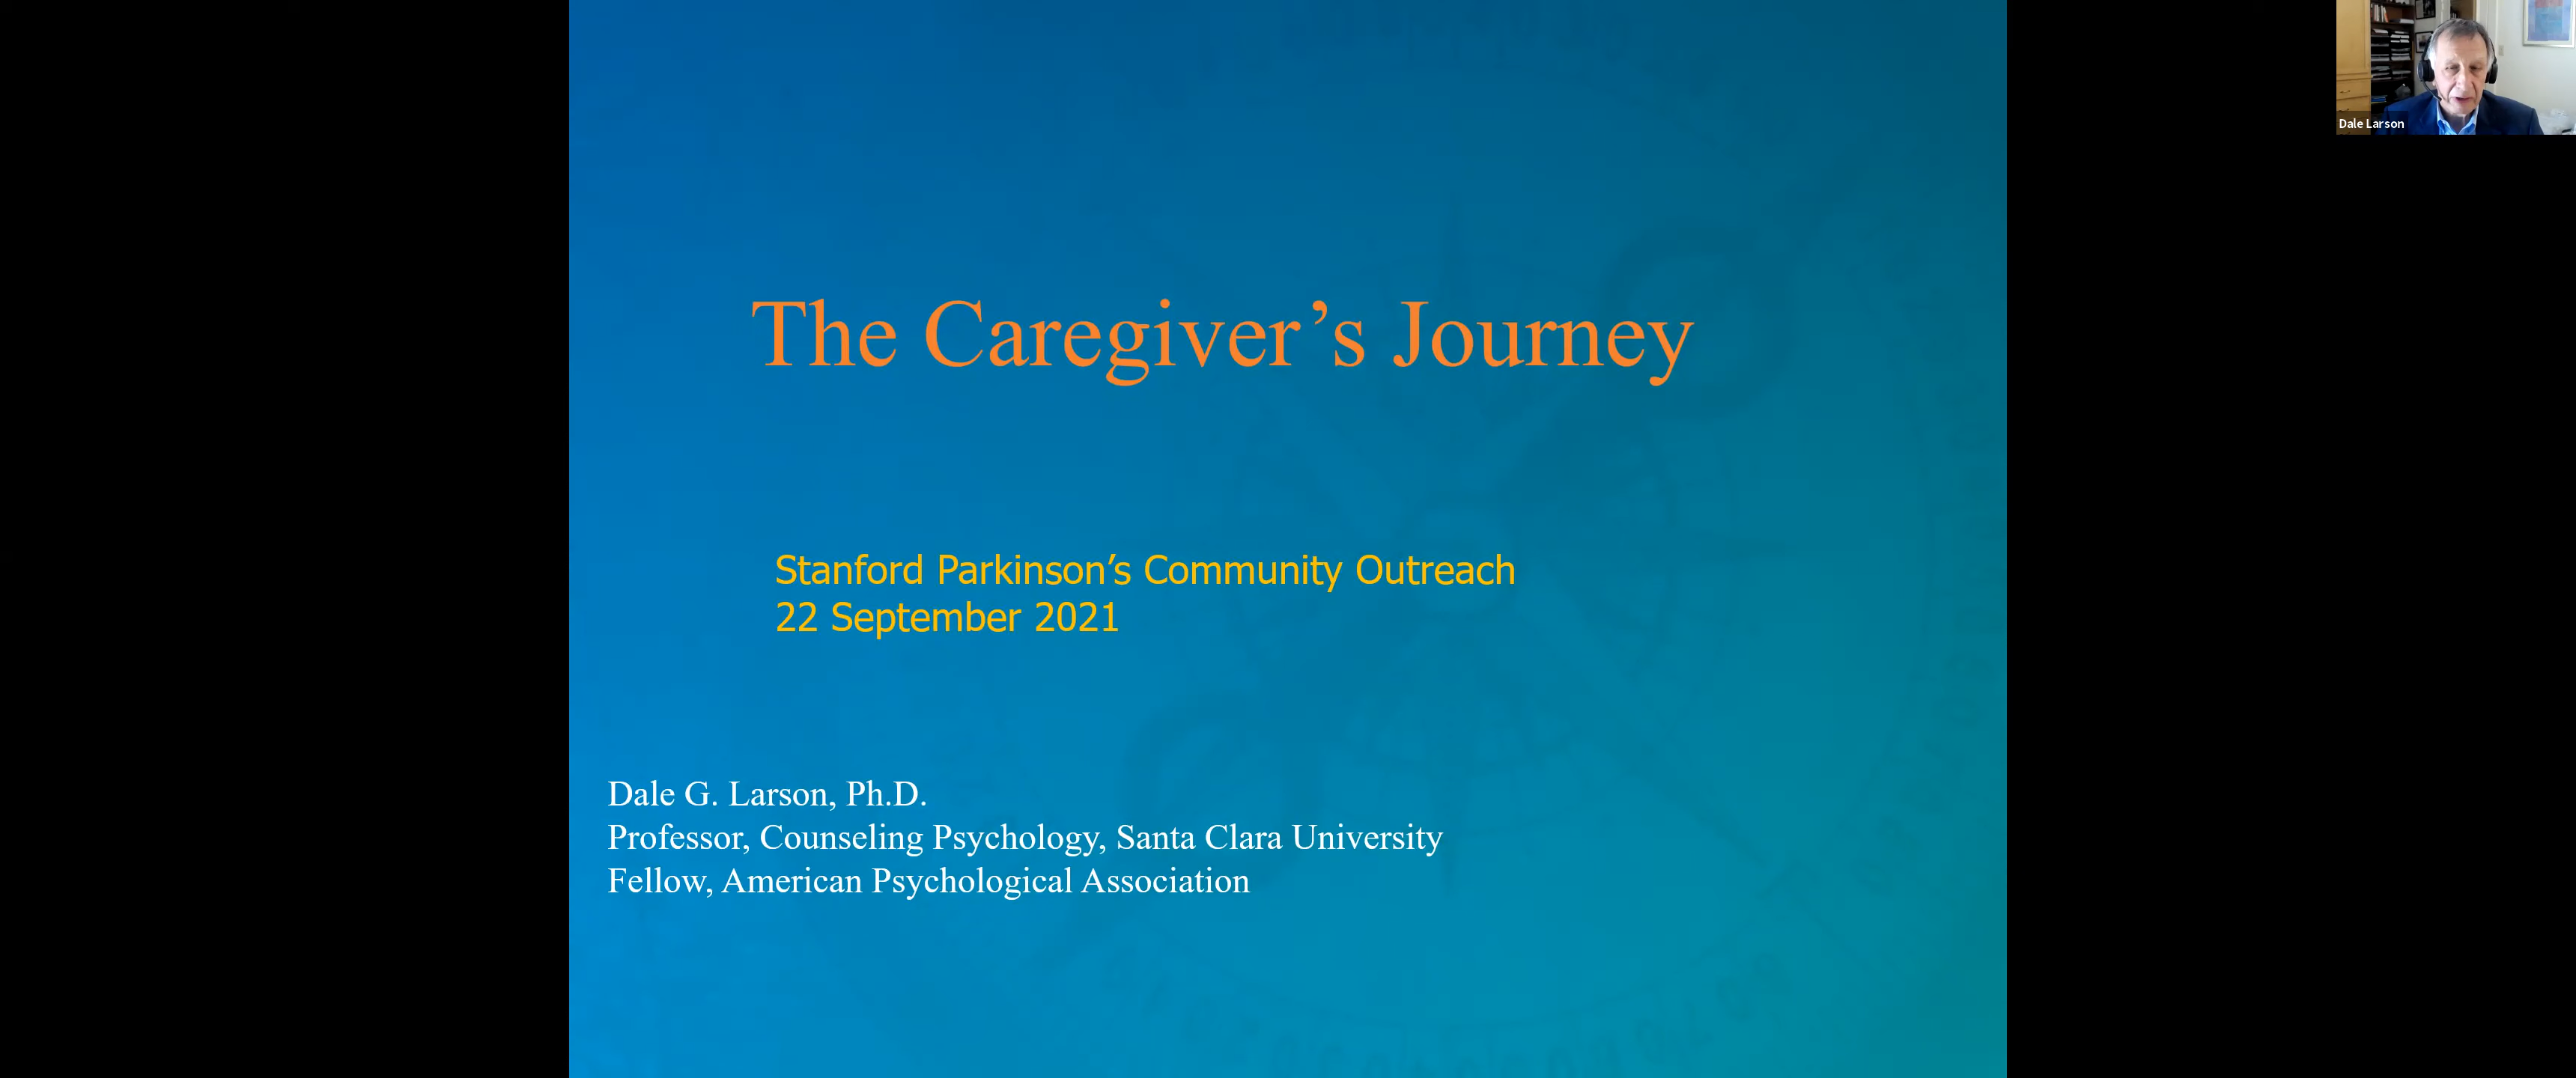 The Caregiver’s Journey
Stanford Parkinson’s Community Outreach
22 September 2021
Dale G. Larson, Ph.D.
Professor, Counseling Psychology, Santa Clara University
Fellow, American Psychological Association
Dale Larson